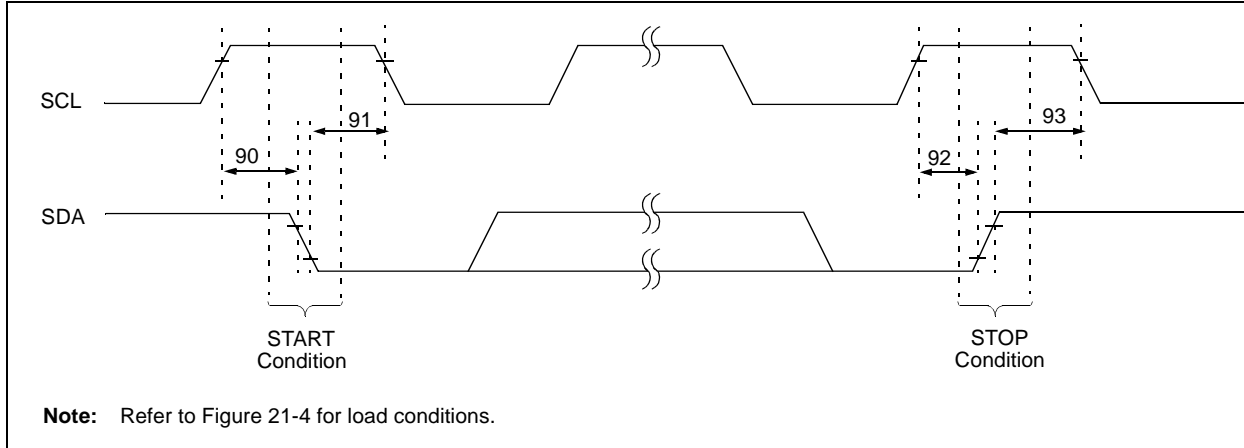 SCL
91
93
90
92
SDA
START
Condition
STOP
Condition
Note: Refer to Figure 21-4 for load conditions.